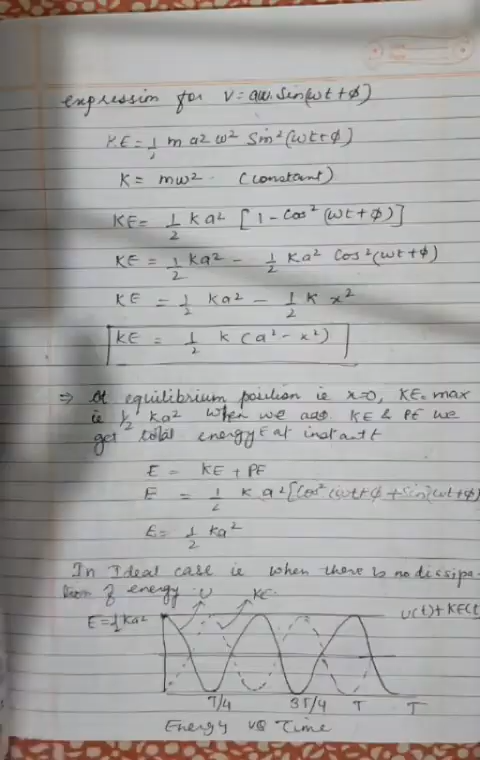 expression for V = aω Sin(ωt+ϕ)
KE = 1/2 m a² ω² Sin²(ωt+ϕ)
K = mω² (constant)
KE = 1/2 Ka² [1 - Cos²(ωt+ϕ)]
KE = 1/2 Ka² - 1/2 Ka² Cos²(ωt+ϕ)
KE = 1/2 Ka² - 1/2 K x²
KE = 1/2 K (a² - x²)
⇒ At equilibrium position ie x=0, KE = max
ie 1/2 Ka² When we add KE & PE we
get total energy E at instant t
E = KE + PE
E = 1/2 K a² [Cos²(ωt+ϕ + Sin²(ωt+ϕ)
E = 1/2 Ka²
In Ideal case ie when there is no dissipa-
tion of energy U KE
E = 1/2 Ka² U(t) + KE(t)
T/4 3T/4 T T
Energy VS Time